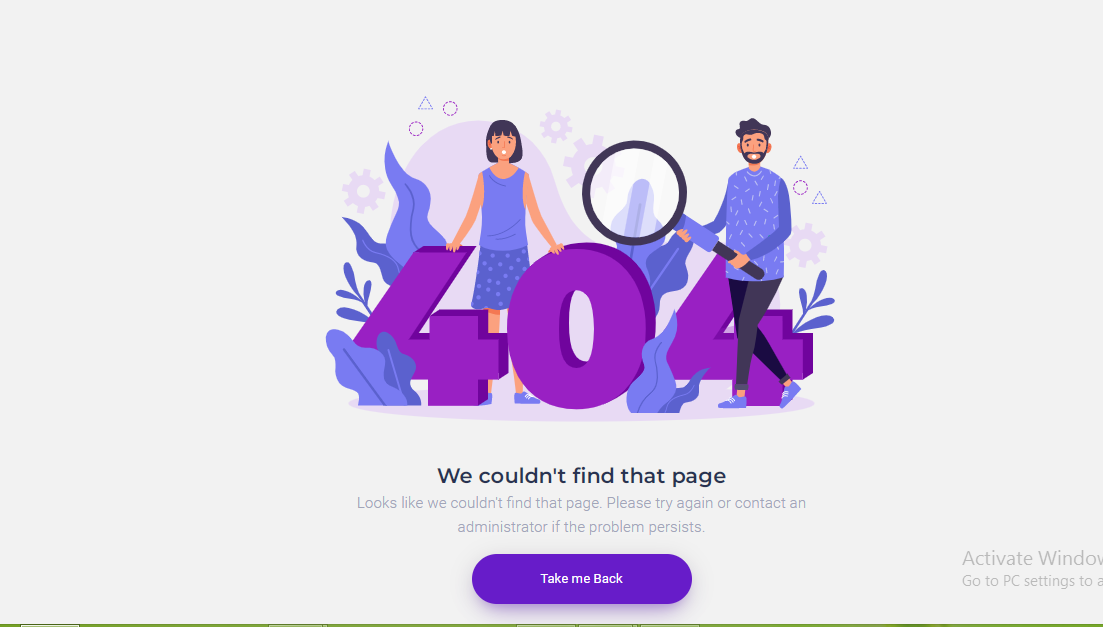 404
We couldn't find that page
Looks like we couldn't find that page. Please try again or contact an
administrator if the problem persists.
Take me Back
Activate Window
Go to PC settings to a